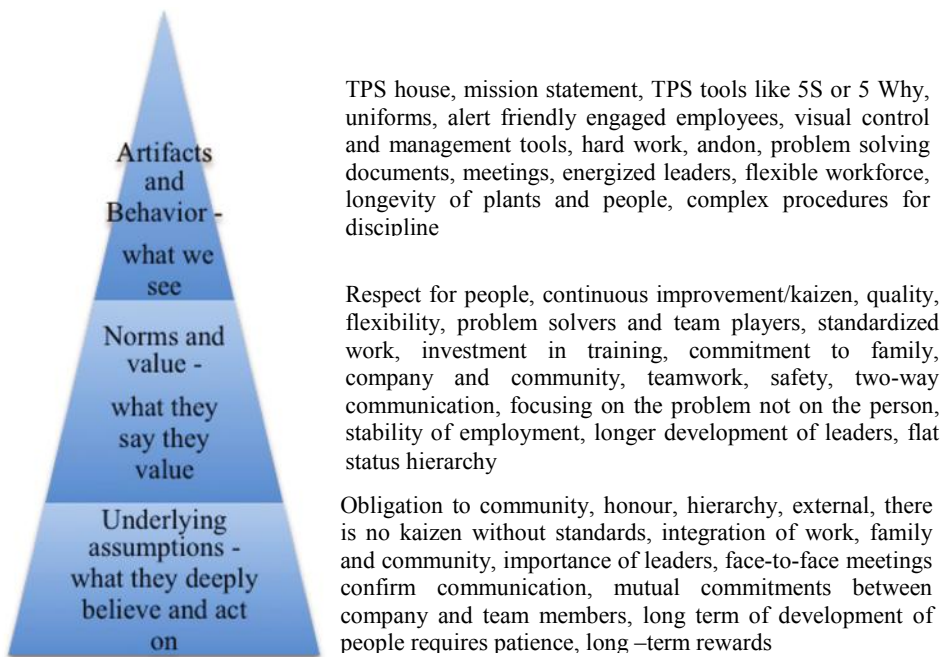 Artifacts
and
Behavior -
what we
see
TPS house, mission statement, TPS tools like 5S or 5 Why,
uniforms, alert friendly engaged employees, visual control
and management tools, hard work, andon, problem solving
documents, meetings, energized leaders, flexible workforce,
longevity of plants and people, complex procedures for
discipline
Norms and
value -
what they
say they
value
Respect for people, continuous improvement/kaizen, quality,
flexibility, problem solvers and team players, standardized
work, investment in training, commitment to family,
company and community, teamwork, safety, two-way
communication, focusing on the problem not on the person,
stability of employment, longer development of leaders, flat
status hierarchy
Underlying
assumptions -
what they deeply
believe and act
on
Obligation to community, honour, hierarchy, external, there
is no kaizen without standards, integration of work, family
and community, importance of leaders, face-to-face meetings
confirm communication, mutual commitments between
company and team members, long term of development of
people requires patience, long –term rewards